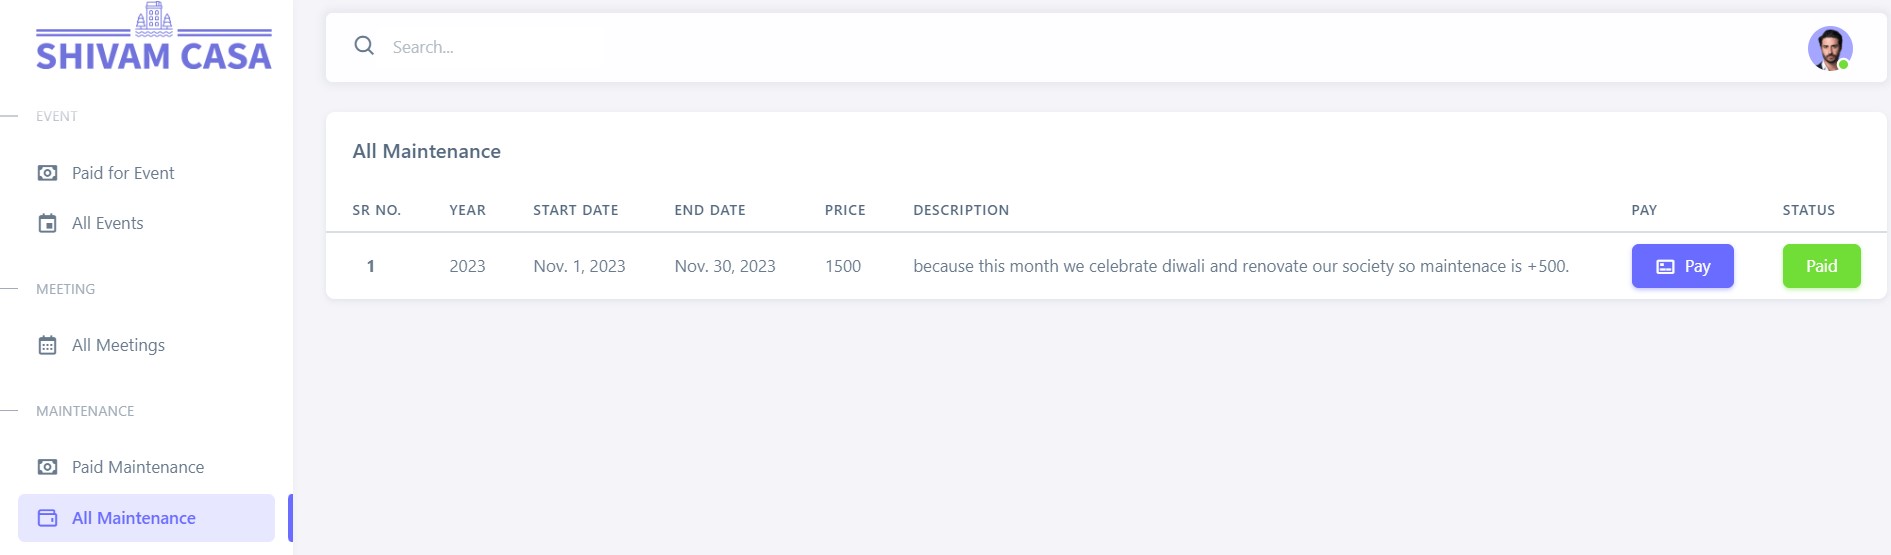 SHIVAM CASA
EVENT
Paid for Event
All Events
MEETING
All Meetings
MAINTENANCE
Paid Maintenance
All Maintenance
Search...
All Maintenance
SR NO. YEAR START DATE END DATE PRICE DESCRIPTION PAY STATUS
1 2023 Nov. 1, 2023 Nov. 30, 2023 1500 because this month we celebrate diwali and renovate our society so maintenace is +500. Pay Paid